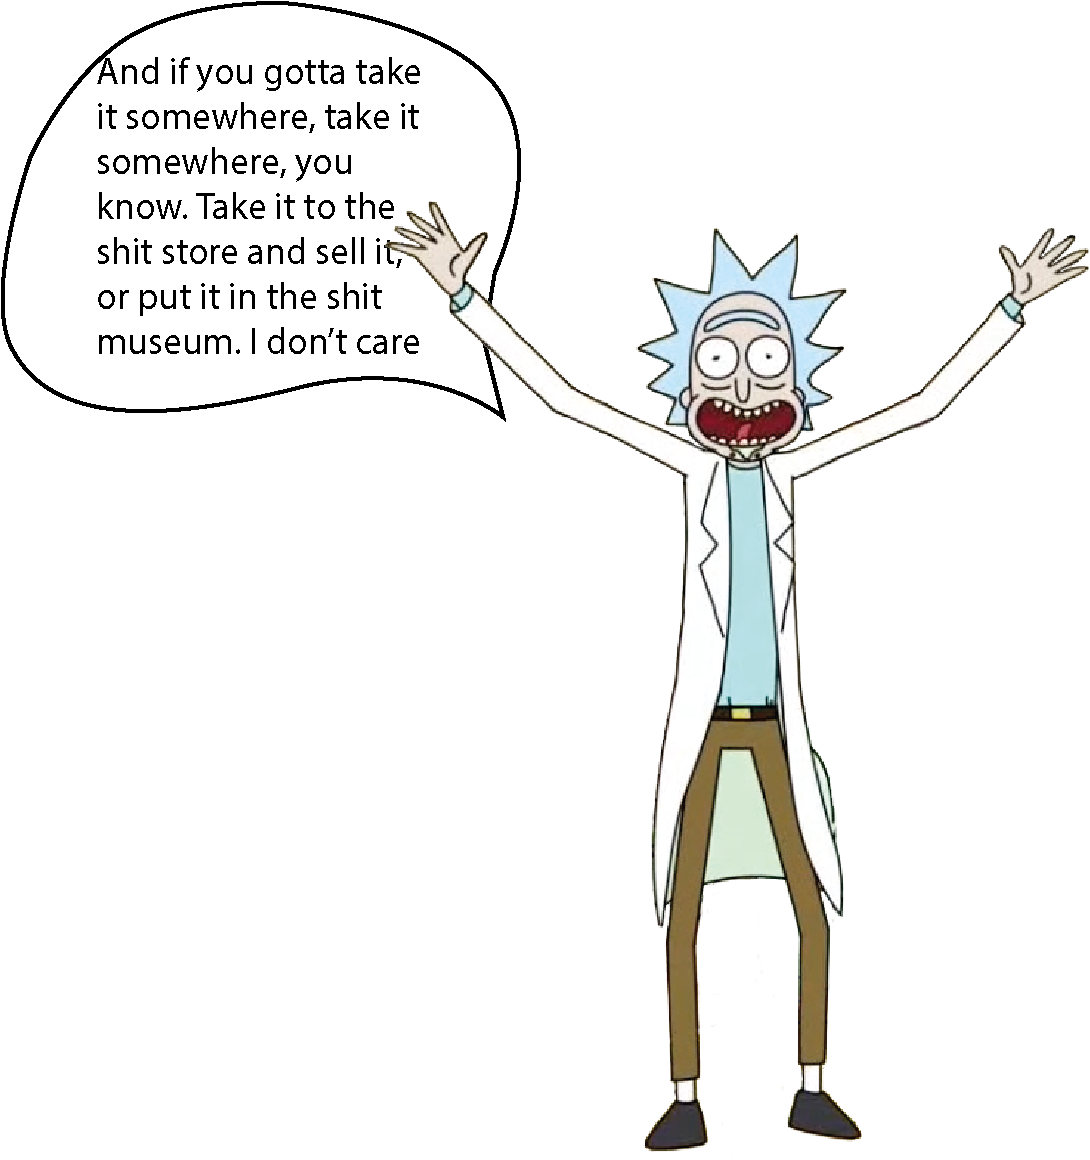 And if you gotta take
it somewhere, take it
somewhere, you
know. Take it to the
shit store and sell it,
or put it in the shit
museum. I don’t care